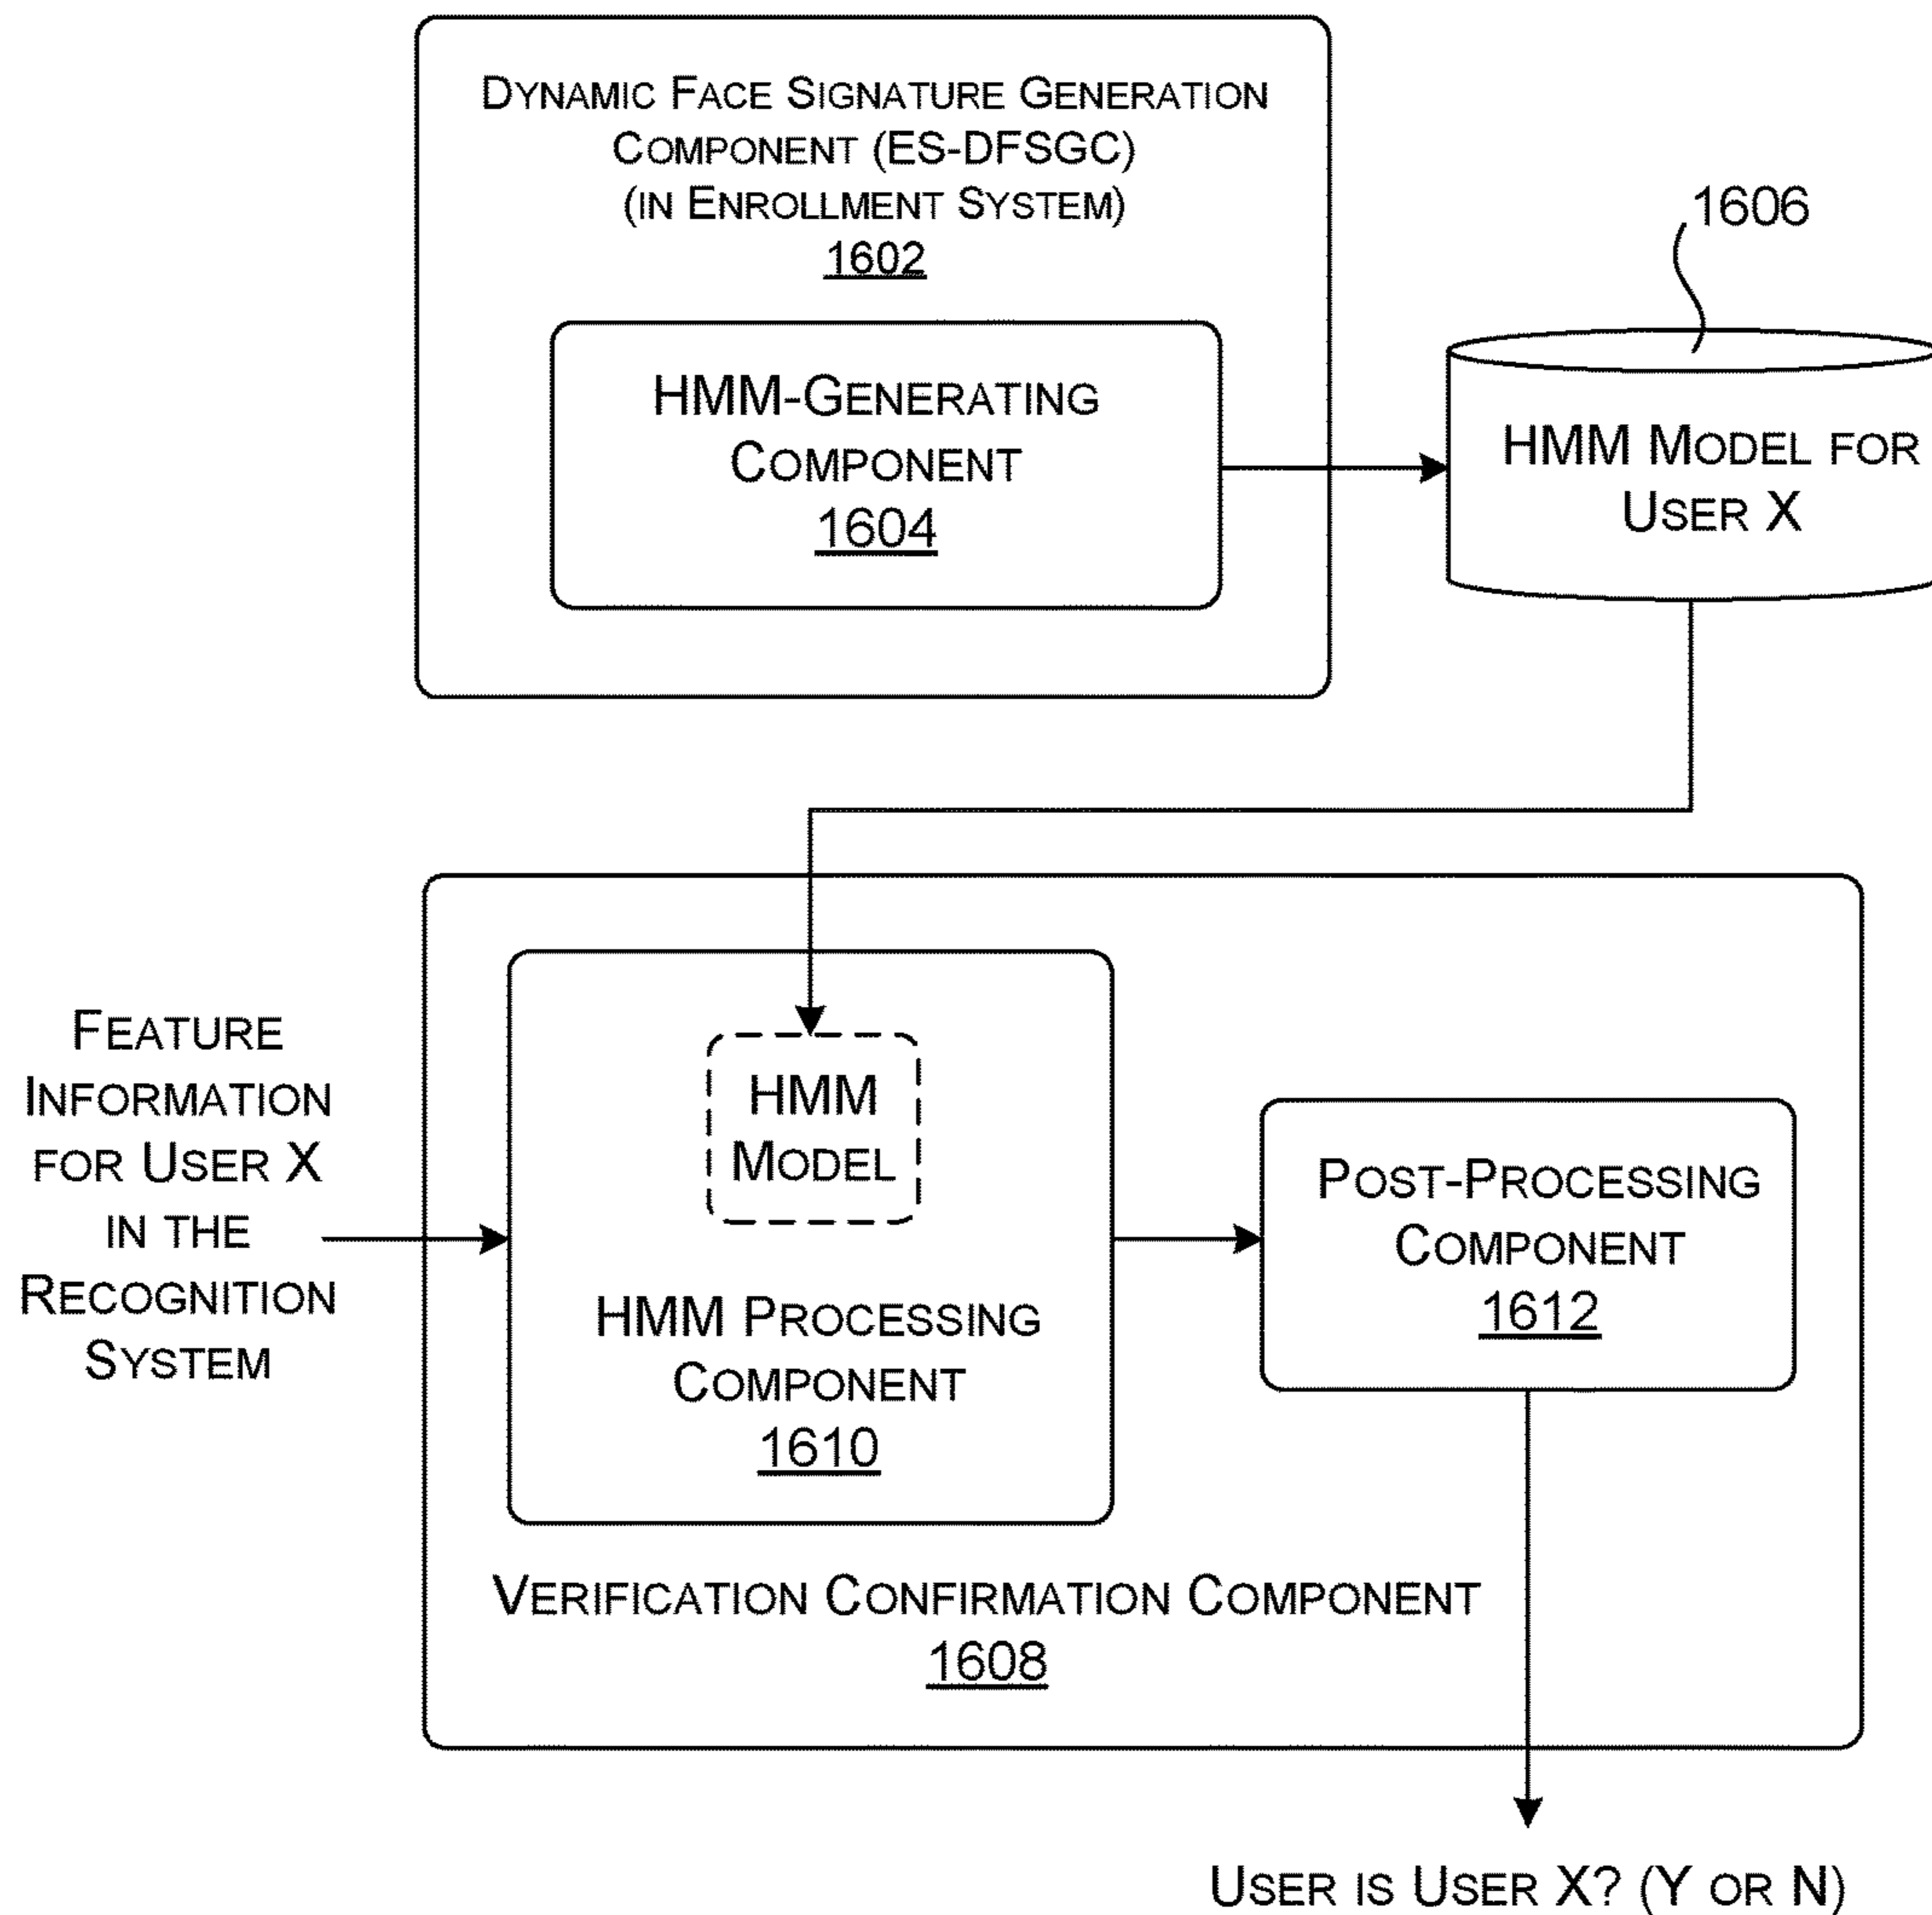 DYNAMIC FACE SIGNATURE GENERATION
COMPONENT (ES-DFSGC)
(IN ENROLLMENT SYSTEM)
1602
HMM-GENERATING
COMPONENT
1604
1606
HMM MODEL FOR
USER X
FEATURE
INFORMATION
FOR USER X
IN THE
RECOGNITION
SYSTEM
HMM
MODEL
HMM PROCESSING
COMPONENT
1610
POST-PROCESSING
COMPONENT
1612
VERIFICATION CONFIRMATION COMPONENT
1608
USER IS USER X? (Y OR N)